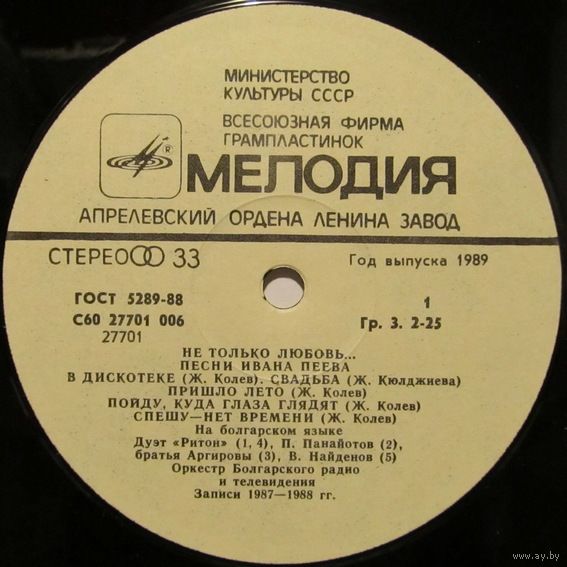 МИНИСТЕРСТВО
КУЛЬТУРЫ СССР
ВСЕСОЮЗНАЯ ФИРМА
ГРАМПЛАСТИНОК
®
МЕЛОДИЯ
АПРЕЛЕВСКИЙ ОРДЕНА ЛЕНИНА ЗАВОД
СТЕРЕО 33
Год выпуска 1989
ГОСТ 5289-88
1
С60 27701 006
Гр. 3. 2-25
27701
НЕ ТОЛЬКО ЛЮБОВЬ...
ПЕСНИ ИВАНА ПЕЕВА
В ДИСКОТЕКЕ (Ж. Колев). СВАДЬБА (Ж. Кюлджиева)
ПРИШЛО ЛЕТО (Ж. Колев)
ПОЙДУ, КУДА ГЛАЗА ГЛЯДЯТ (Ж. Колев)
СПЕШУ—НЕТ ВРЕМЕНИ (Ж. Колев)
На болгарском языке
Дуэт «Ритон» (1, 4), П. Панайотов (2),
братья Аргировы (3), В. Найденов (5)
Оркестр Болгарского радио
и телевидения
Записи 1987—1988 гг.
www.ay.by